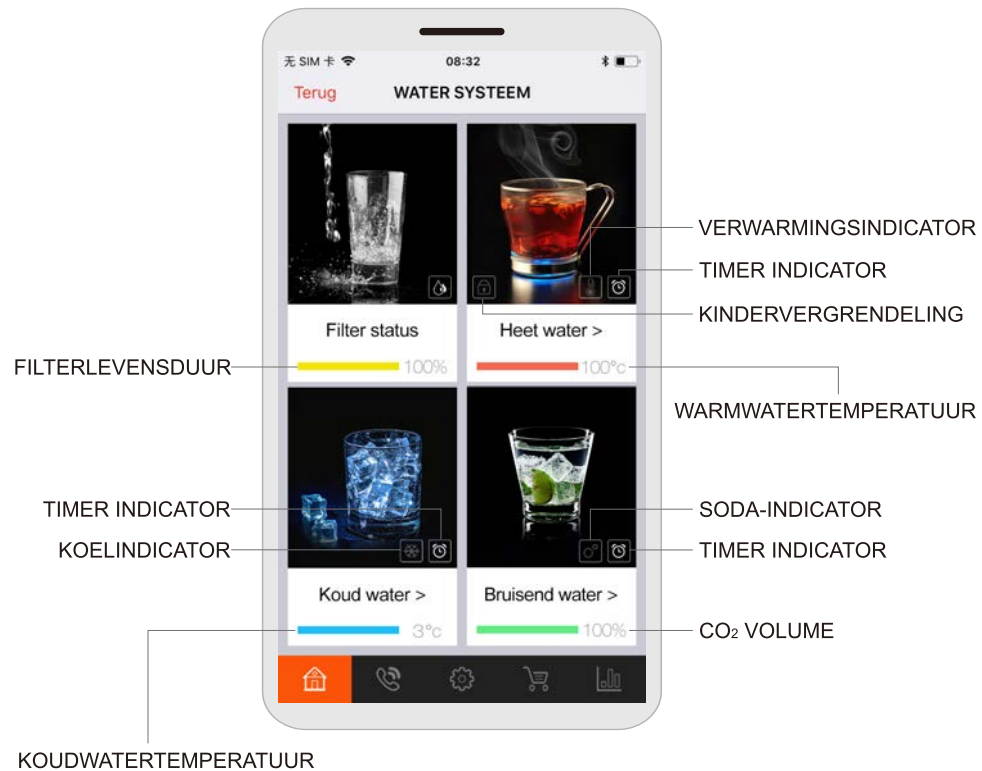 无 SIM 卡 08:32
Terug WATER SYSTEEM
VERWARMINGSINDICATOR
TIMER INDICATOR
KINDERVERGRENDELING
Filter status
Heet water >
FILTERLEVENSDUUR
100%
100°c
WARMWATERTEMPERATUUR
TIMER INDICATOR
KOELINDICATOR
SODA-INDICATOR
TIMER INDICATOR
Koud water >
Bruisend water >
3°c
100%
CO₂ VOLUME
KOUDWATERTEMPERATUUR